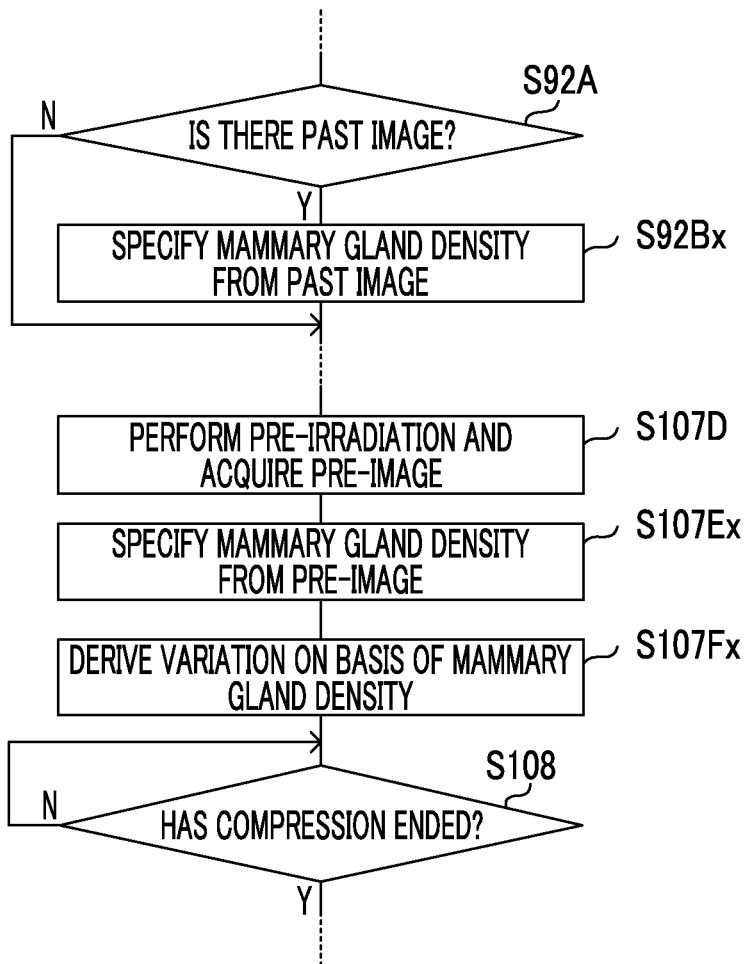 S92A
N
IS THERE PAST IMAGE?
Y
SPECIFY MAMMARY GLAND DENSITY
FROM PAST IMAGE
S92Bx
PERFORM PRE-IRRADIATION AND
ACQUIRE PRE-IMAGE
S107D
SPECIFY MAMMARY GLAND DENSITY
FROM PRE-IMAGE
S107Ex
DERIVE VARIATION ON BASIS OF MAMMARY
GLAND DENSITY
S107Fx
S108
N
HAS COMPRESSION ENDED?
Y